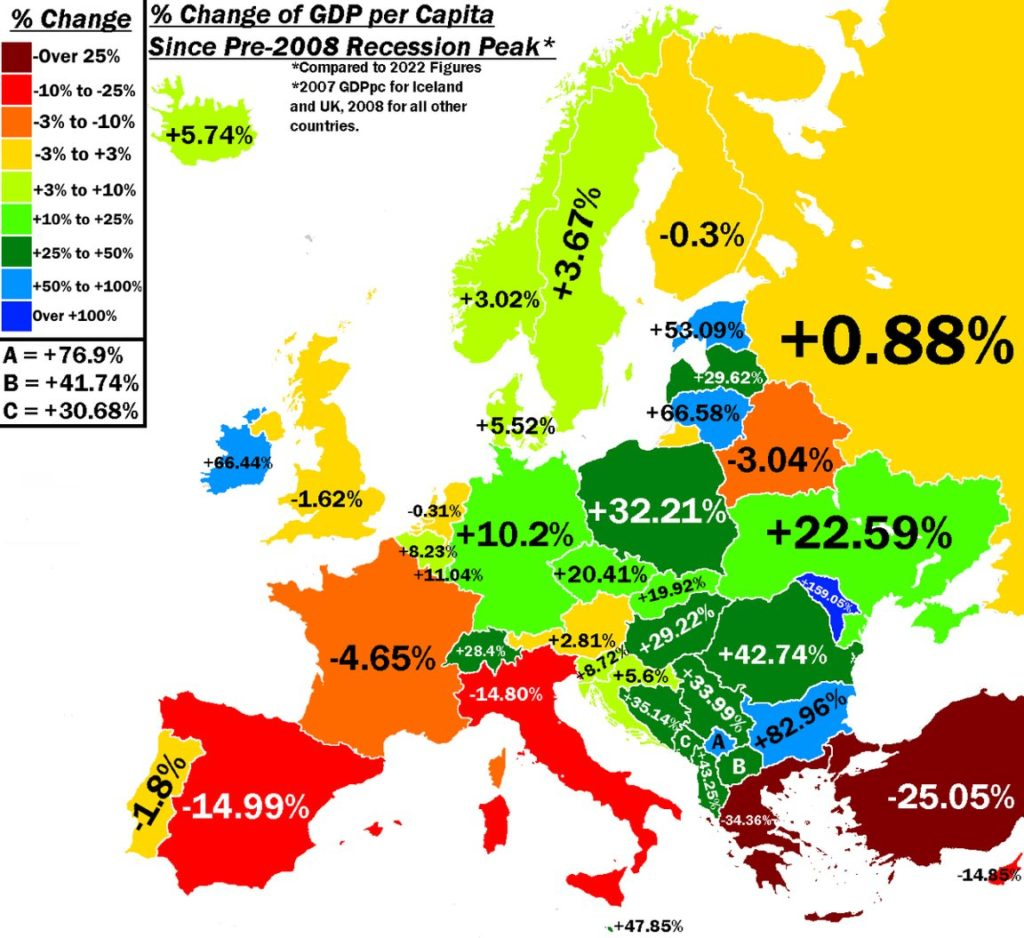 % Change
-Over 25%
-10% to -25%
-3% to -10%
-3% to +3%
+3% to +10%
+10% to +25%
+25% to +50%
+50% to +100%
Over +100%
A = +76.9%
B = +41.74%
C = +30.68%
% Change of GDP per Capita
Since Pre-2008 Recession Peak*
*Compared to 2022 Figures
*2007 GDPpc for Iceland
and UK, 2008 for all other
countries.
+5.74%
+3.67%
-0.3%
+3.02%
+53.09%
+0.88%
+29.62%
+66.58%
+5.52%
-3.04%
+66.44%
-1.62%
-0.31%
+10.2%
+32.21%
+22.59%
+8.23%
+11.04%
+20.41%
+19.92%
+159.05%
+2.81%
+29.22%
+28.4%
-4.65%
+42.74%
+8.72%
+5.6%
-14.80%
+33.99%
+35.14%
+82.96%
C
A
B
+43.25%
-1.8%
-14.99%
-34.36%
-25.05%
-14.85%
+47.85%